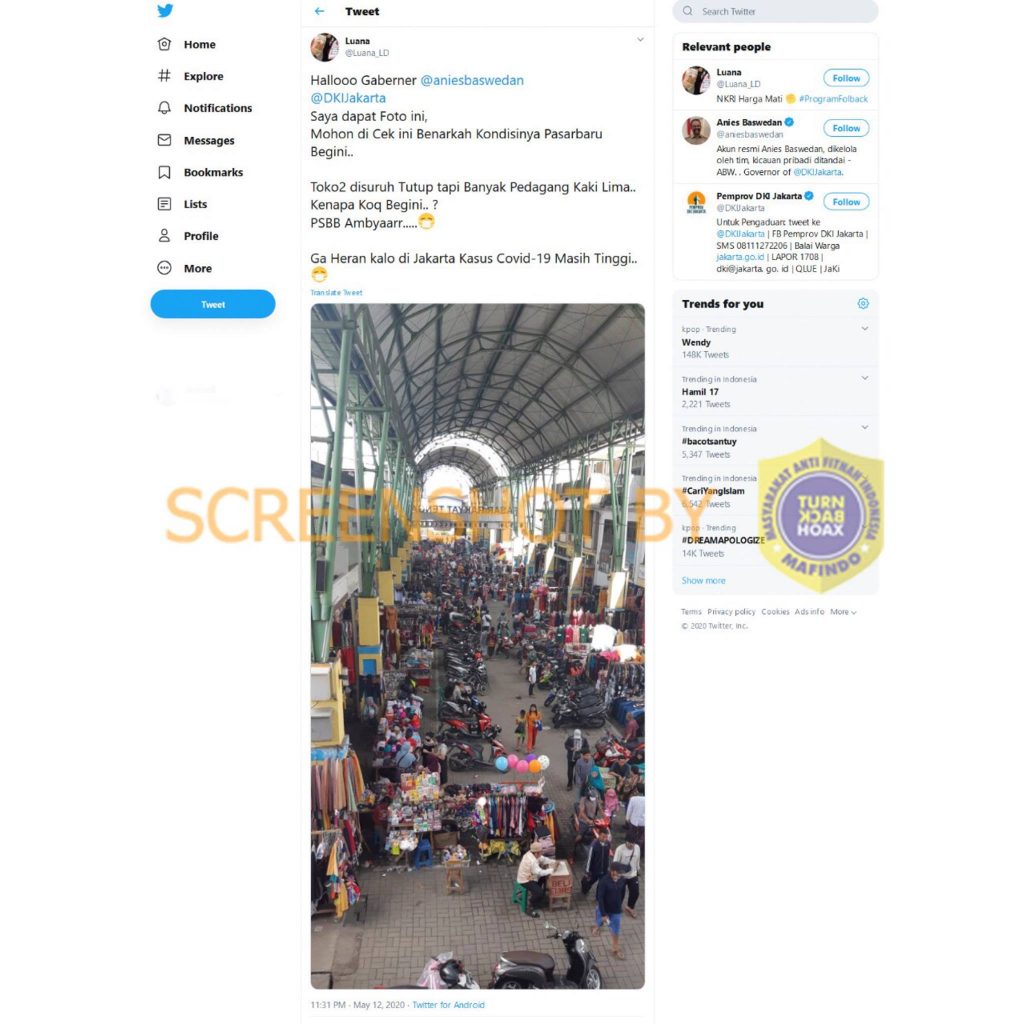 Home
Explore
Notifications
Messages
Bookmarks
Lists
Profile
More
Tweet
Tweet
Luana
@Luana_LD
Hallooo Gaberner @aniesbaswedan
@DKIJakarta
Saya dapat Foto ini,
Mohon di Cek ini Benarkah Kondisinya Pasarbaru
Begini..
Toko2 disuruh Tutup tapi Banyak Pedagang Kaki Lima..
Kenapa Koq Begini.. ?
PSBB Ambyaarr.....😷
Ga Heran kalo di Jakarta Kasus Covid-19 Masih Tinggi..
😷
Translate Tweet
BELI
11:31 PM · May 12, 2020 · Twitter for Android
Search Twitter
Relevant people
Luana
@Luana_LD
Follow
NKRI Harga Mati ✊ #ProgramFolback
Anies Baswedan
@aniesbaswedan
Follow
Akun resmi Anies Baswedan, dikelola
oleh tim, kicauan pribadi ditandai -
ABW. . Governor of @DKIJakarta.
Pemprov DKI Jakarta
@DKIJakarta
Follow
Untuk Pengaduan: tweet ke
@DKIJakarta | FB Pemprov DKI Jakarta |
SMS 08111272206 | Balai Warga
jakarta.go.id | LAPOR 1708 |
dki@jakarta. go. id | QLUE | JaKi
Trends for you
kpop · Trending
Wendy
148K Tweets
Trending in Indonesia
Hamil 17
2,221 Tweets
Trending in Indonesia
#bacotsantuy
5,347 Tweets
Trending in Indonesia
#CariYangIslam
6,542 Tweets
kpop · Trending
#DREAMAPOLOGIZE
14K Tweets
Show more
Terms Privacy policy Cookies Ads info More
© 2020 Twitter, Inc.
SCREENSHOT BY
MASYARAKAT ANTI FITNAH INDONESIA
TURN
BACK
HOAX
MAFINDO